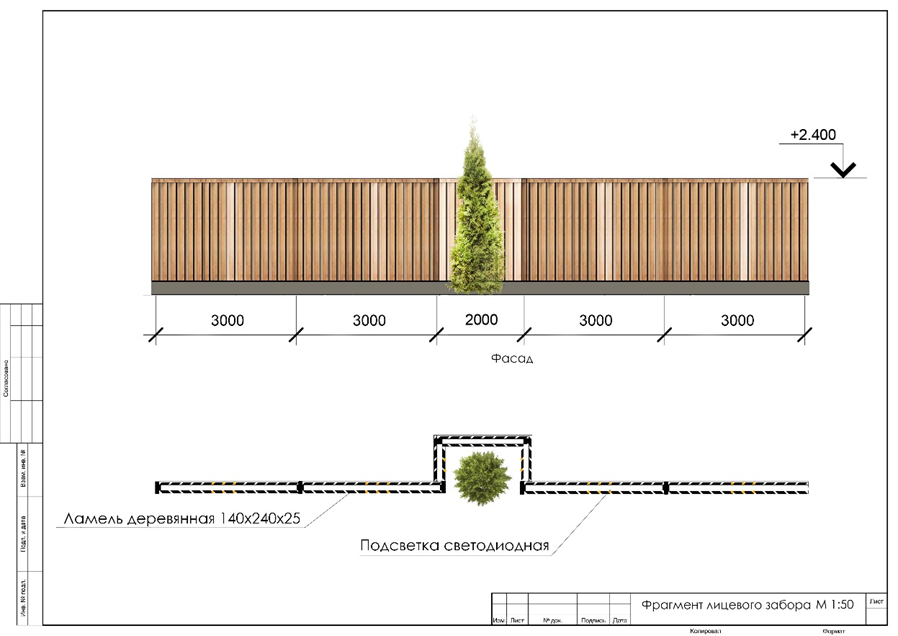 +2.400
3000
3000
2000
3000
3000
Фасад
Ламель деревянная 140x240x25
Подсветка светодиодная
Согласовано
Взам. инв. №
Подп. и дата
Инв. № подл.
Изм Лист № док. Подпись Дата
Фрагмент лицевого забора М 1:50
Лист
Копировал Формат